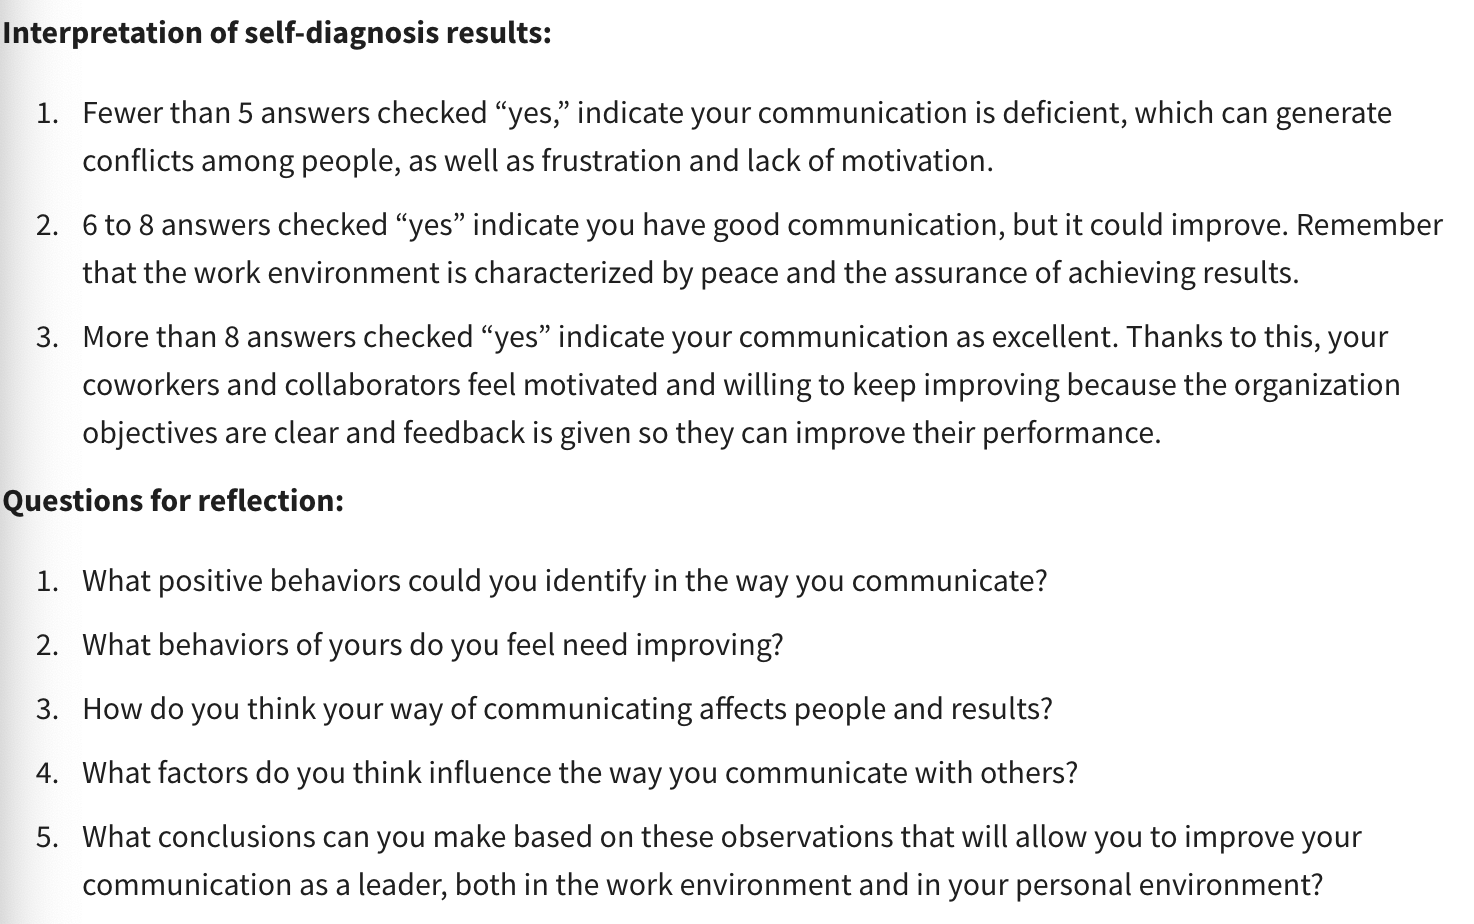 Interpretation of self-diagnosis results:
1. Fewer than 5 answers checked “yes,” indicate your communication is deficient, which can generate
conflicts among people, as well as frustration and lack of motivation.
2. 6 to 8 answers checked “yes” indicate you have good communication, but it could improve. Remember
that the work environment is characterized by peace and the assurance of achieving results.
3. More than 8 answers checked “yes” indicate your communication as excellent. Thanks to this, your
coworkers and collaborators feel motivated and willing to keep improving because the organization
objectives are clear and feedback is given so they can improve their performance.
Questions for reflection:
1. What positive behaviors could you identify in the way you communicate?
2. What behaviors of yours do you feel need improving?
3. How do you think your way of communicating affects people and results?
4. What factors do you think influence the way you communicate with others?
5. What conclusions can you make based on these observations that will allow you to improve your
communication as a leader, both in the work environment and in your personal environment?